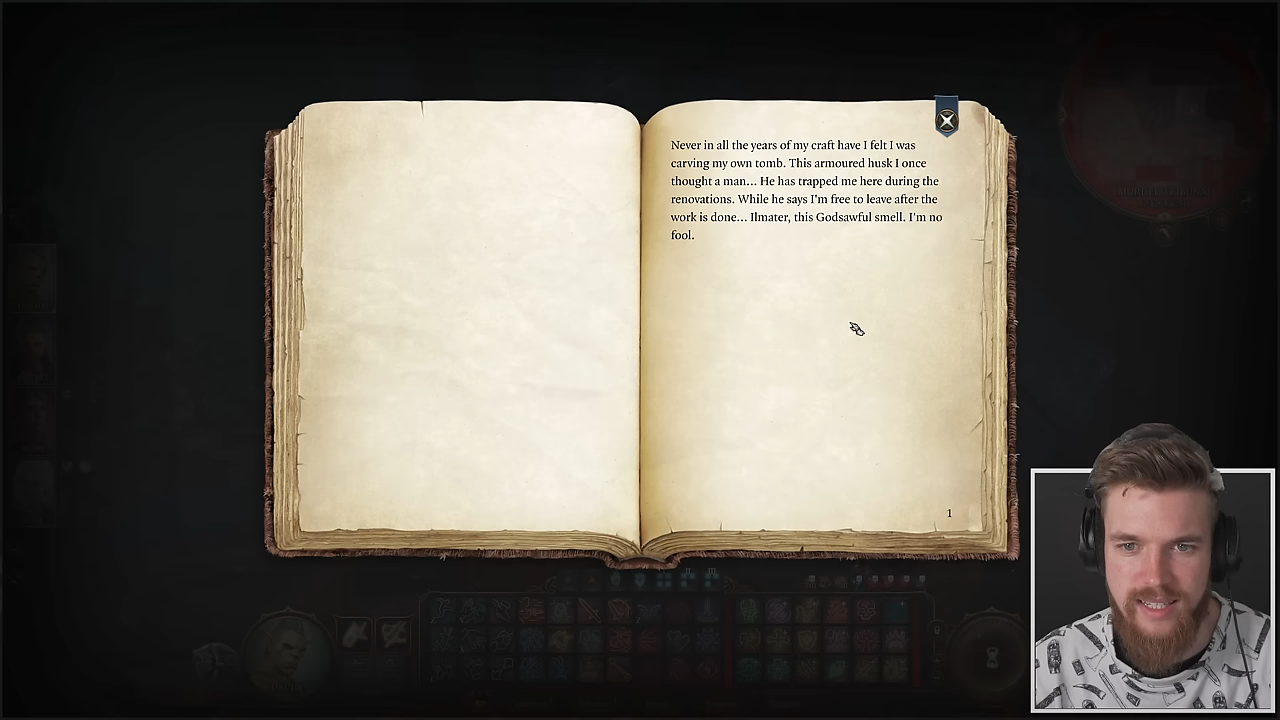 Never in all the years of my craft have I felt I was
carving my own tomb. This armoured husk I once
thought a man... He has trapped me here during the
renovations. While he says I'm free to leave after the
work is done... Ilmater, this Godsawful smell. I'm no
fool.
1